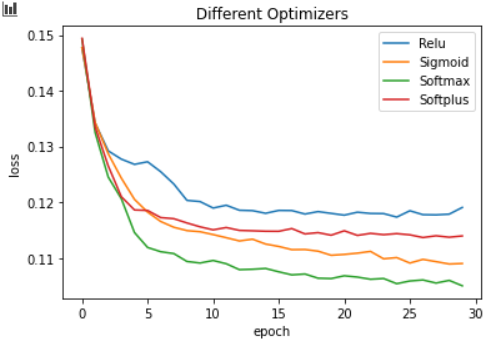 Different Optimizers
Relu
Sigmoid
Softmax
Softplus
loss
0.15
0.14
0.13
0.12
0.11
0
5
10
15
20
25
30
epoch